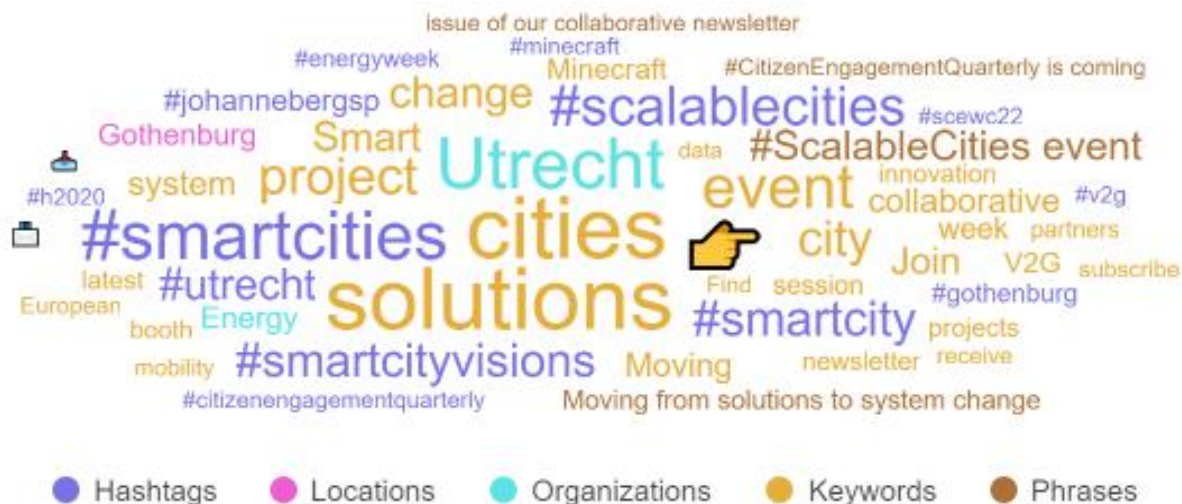 issue of our collaborative newsletter
#energyweek #minecraft
Minecraft #CitizenEngagementQuarterly is coming
#johannebergsp change #scalablecities #scewc22
Gothenburg Smart Utrecht data #ScalableCities event
#h2020 system project event innovation
collaborative #v2g
#smartcities cities city week partners
latest #utrecht solutions Find session Join V2G subscribe
European Energy #gothenburg
booth #smartcity projects
mobility #smartcityvisions Moving newsletter receive
#citizenengagementquarterly Moving from solutions to system change
Hashtags Locations Organizations Keywords Phrases